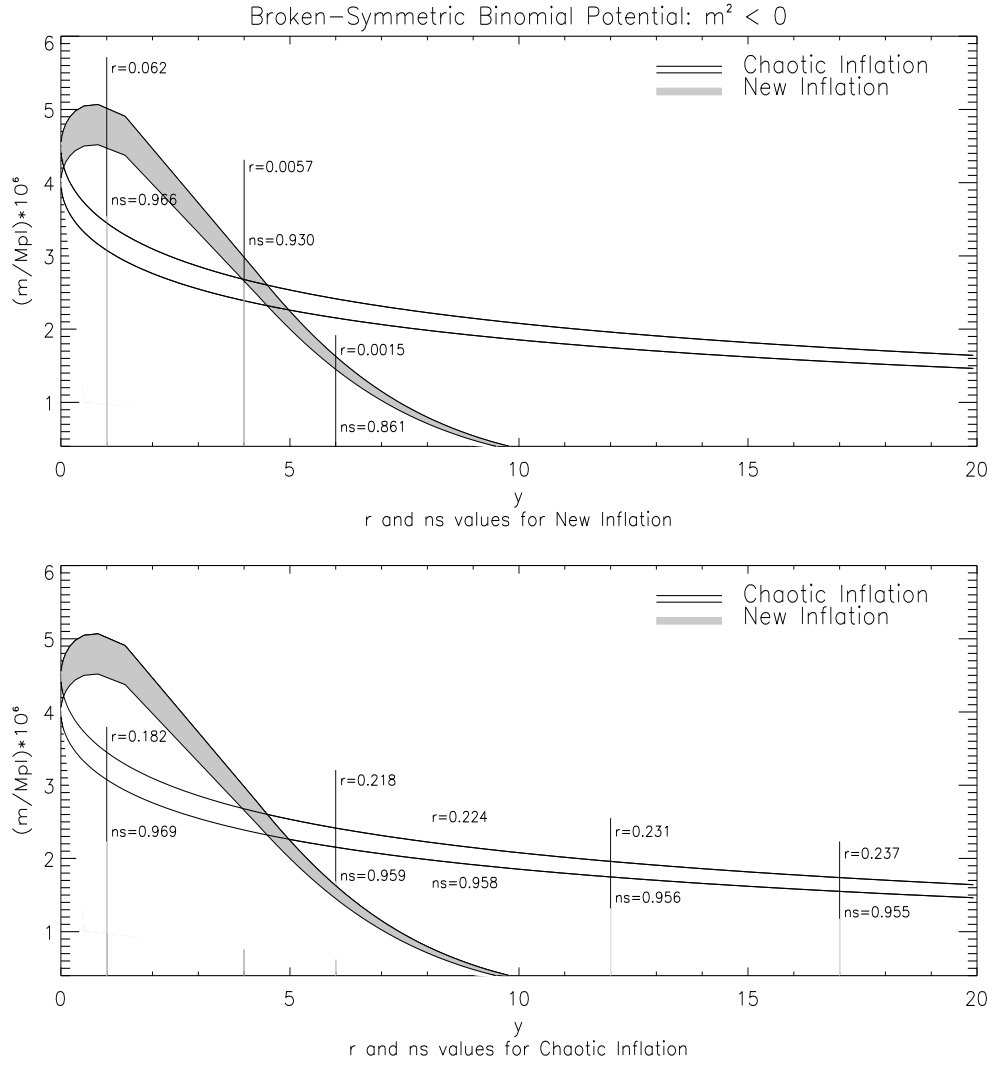 Broken-Symmetric Binomial Potential: m² < 0
6
5
4
3
2
1
(m/Mpl)*10⁶
Chaotic Inflation
New Inflation
r=0.062
ns=0.966
r=0.0057
ns=0.930
r=0.0015
ns=0.861
0 5 10 15 20
y
r and ns values for New Inflation
6
5
4
3
2
1
(m/Mpl)*10⁶
Chaotic Inflation
New Inflation
r=0.182
ns=0.969
r=0.218
ns=0.959
r=0.224
ns=0.958
r=0.231
ns=0.956
r=0.237
ns=0.955
0 5 10 15 20
y
r and ns values for Chaotic Inflation